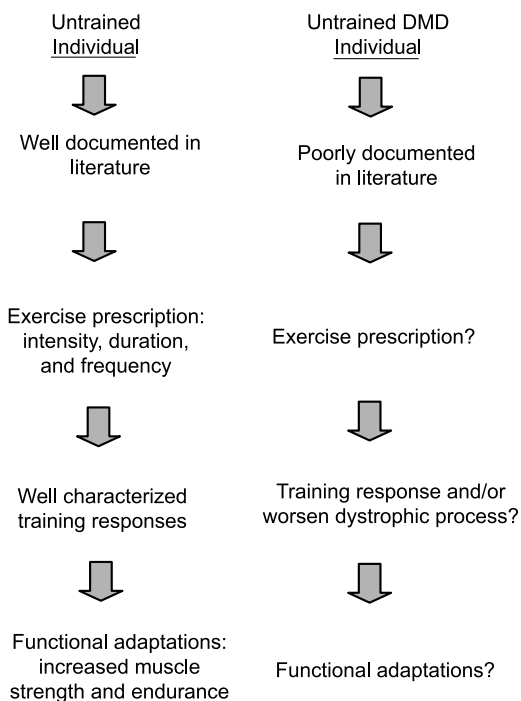 Untrained
Individual
Well documented in
literature
Exercise prescription:
intensity, duration,
and frequency
Well characterized
training responses
Functional adaptations:
increased muscle
strength and endurance
Untrained DMD
Individual
Poorly documented
in literature
Exercise prescription?
Training response and/or
worsen dystrophic process?
Functional adaptations?